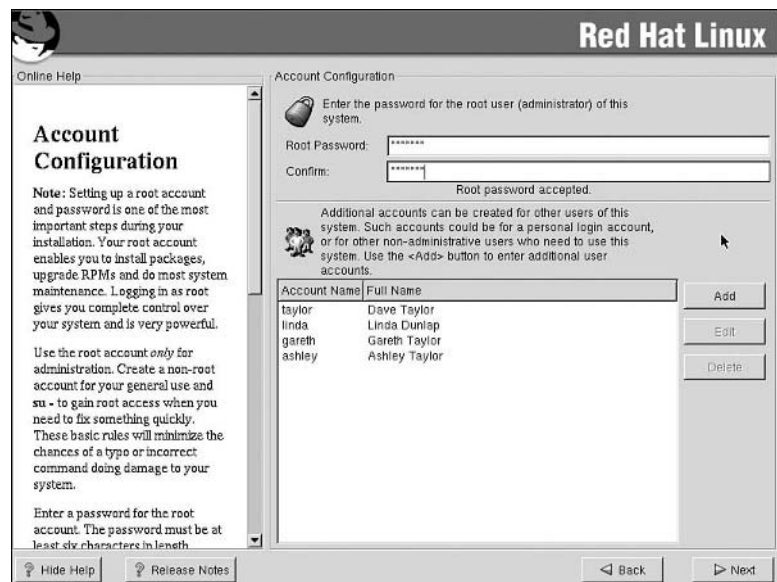 Red Hat Linux
Online Help
Account
Configuration
Note: Setting up a root account
and password is one of the most
important steps during your
installation. Your root account
enables you to install packages,
upgrade RPMs and do most system
maintenance. Logging in as root
gives you complete control over
your system and is very powerful.
Use the root account only for
administration. Create a non-root
account for your general use and
su - to gain root access when you
need to fix something quickly.
These basic rules will minimize the
chances of a typo or incorrect
command doing damage to your
system.
Enter a password for the root
account. The password must be at
least six characters in length
Account Configuration
Enter the password for the root user (administrator) of this
system.
Root Password: *******
Confirm: *******
Root password accepted.
Additional accounts can be created for other users of this
system. Such accounts could be for a personal login account,
or for other non-administrative users who need to use this
system. Use the <Add> button to enter additional user
accounts.
Account Name Full Name
taylor Dave Taylor
linda Linda Dunlap
gareth Gareth Taylor
ashley Ashley Taylor
Add
Edit
Delete
? Hide Help
? Release Notes
Back
Next